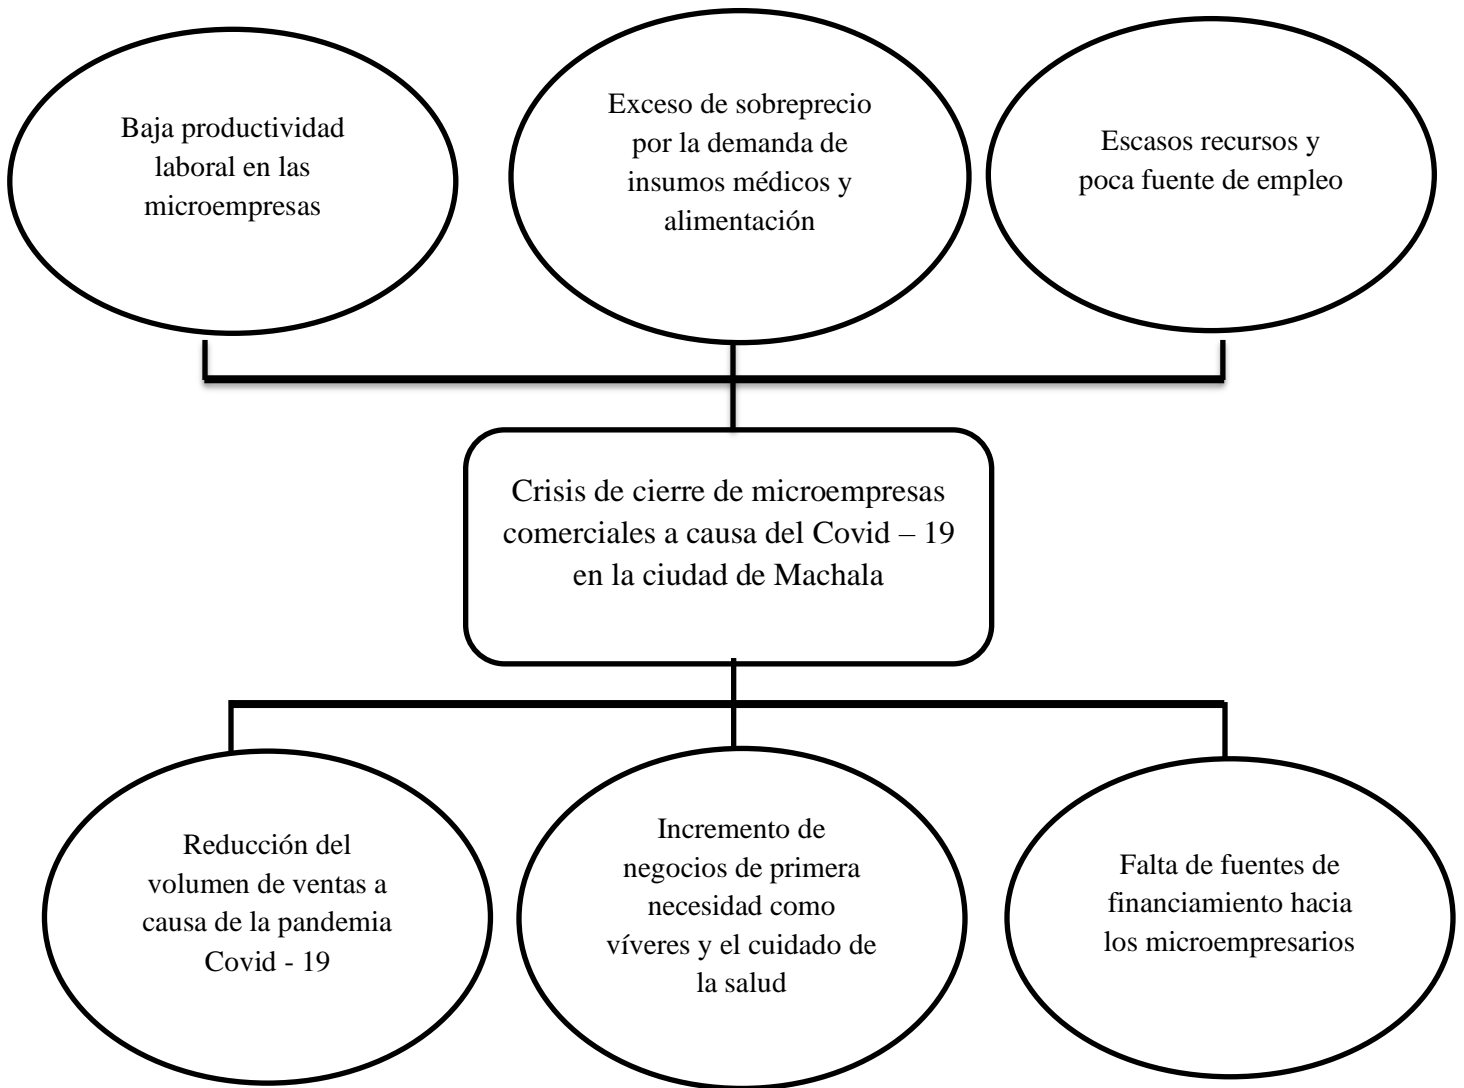 Baja productividad
laboral en las
microempresas
Exceso de sobreprecio
por la demanda de
insumos médicos y
alimentación
Escasos recursos y
poca fuente de empleo
Crisis de cierre de microempresas
comerciales a causa del Covid – 19
en la ciudad de Machala
Reducción del
volumen de ventas a
causa de la pandemia
Covid - 19
Incremento de
negocios de primera
necesidad como
víveres y el cuidado de
la salud
Falta de fuentes de
financiamiento hacia
los microempresarios